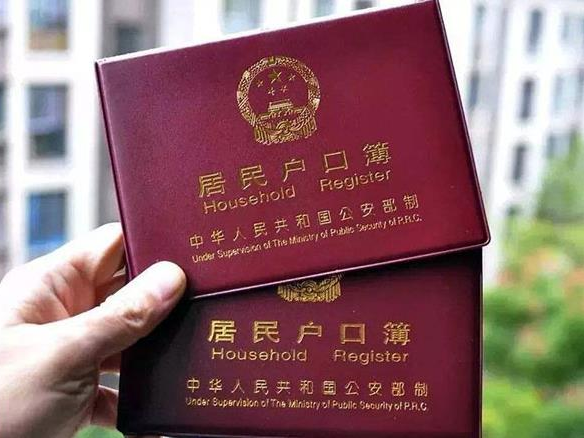 居民户口簿
Household Register
中华人民共和国公安部制
Under Supervision of The Ministry of Public Security of P.R.C.
居民户口簿
Household Register
中华人民共和国公安部制
Under Supervision of The Ministry of Public Security of P.R.C.